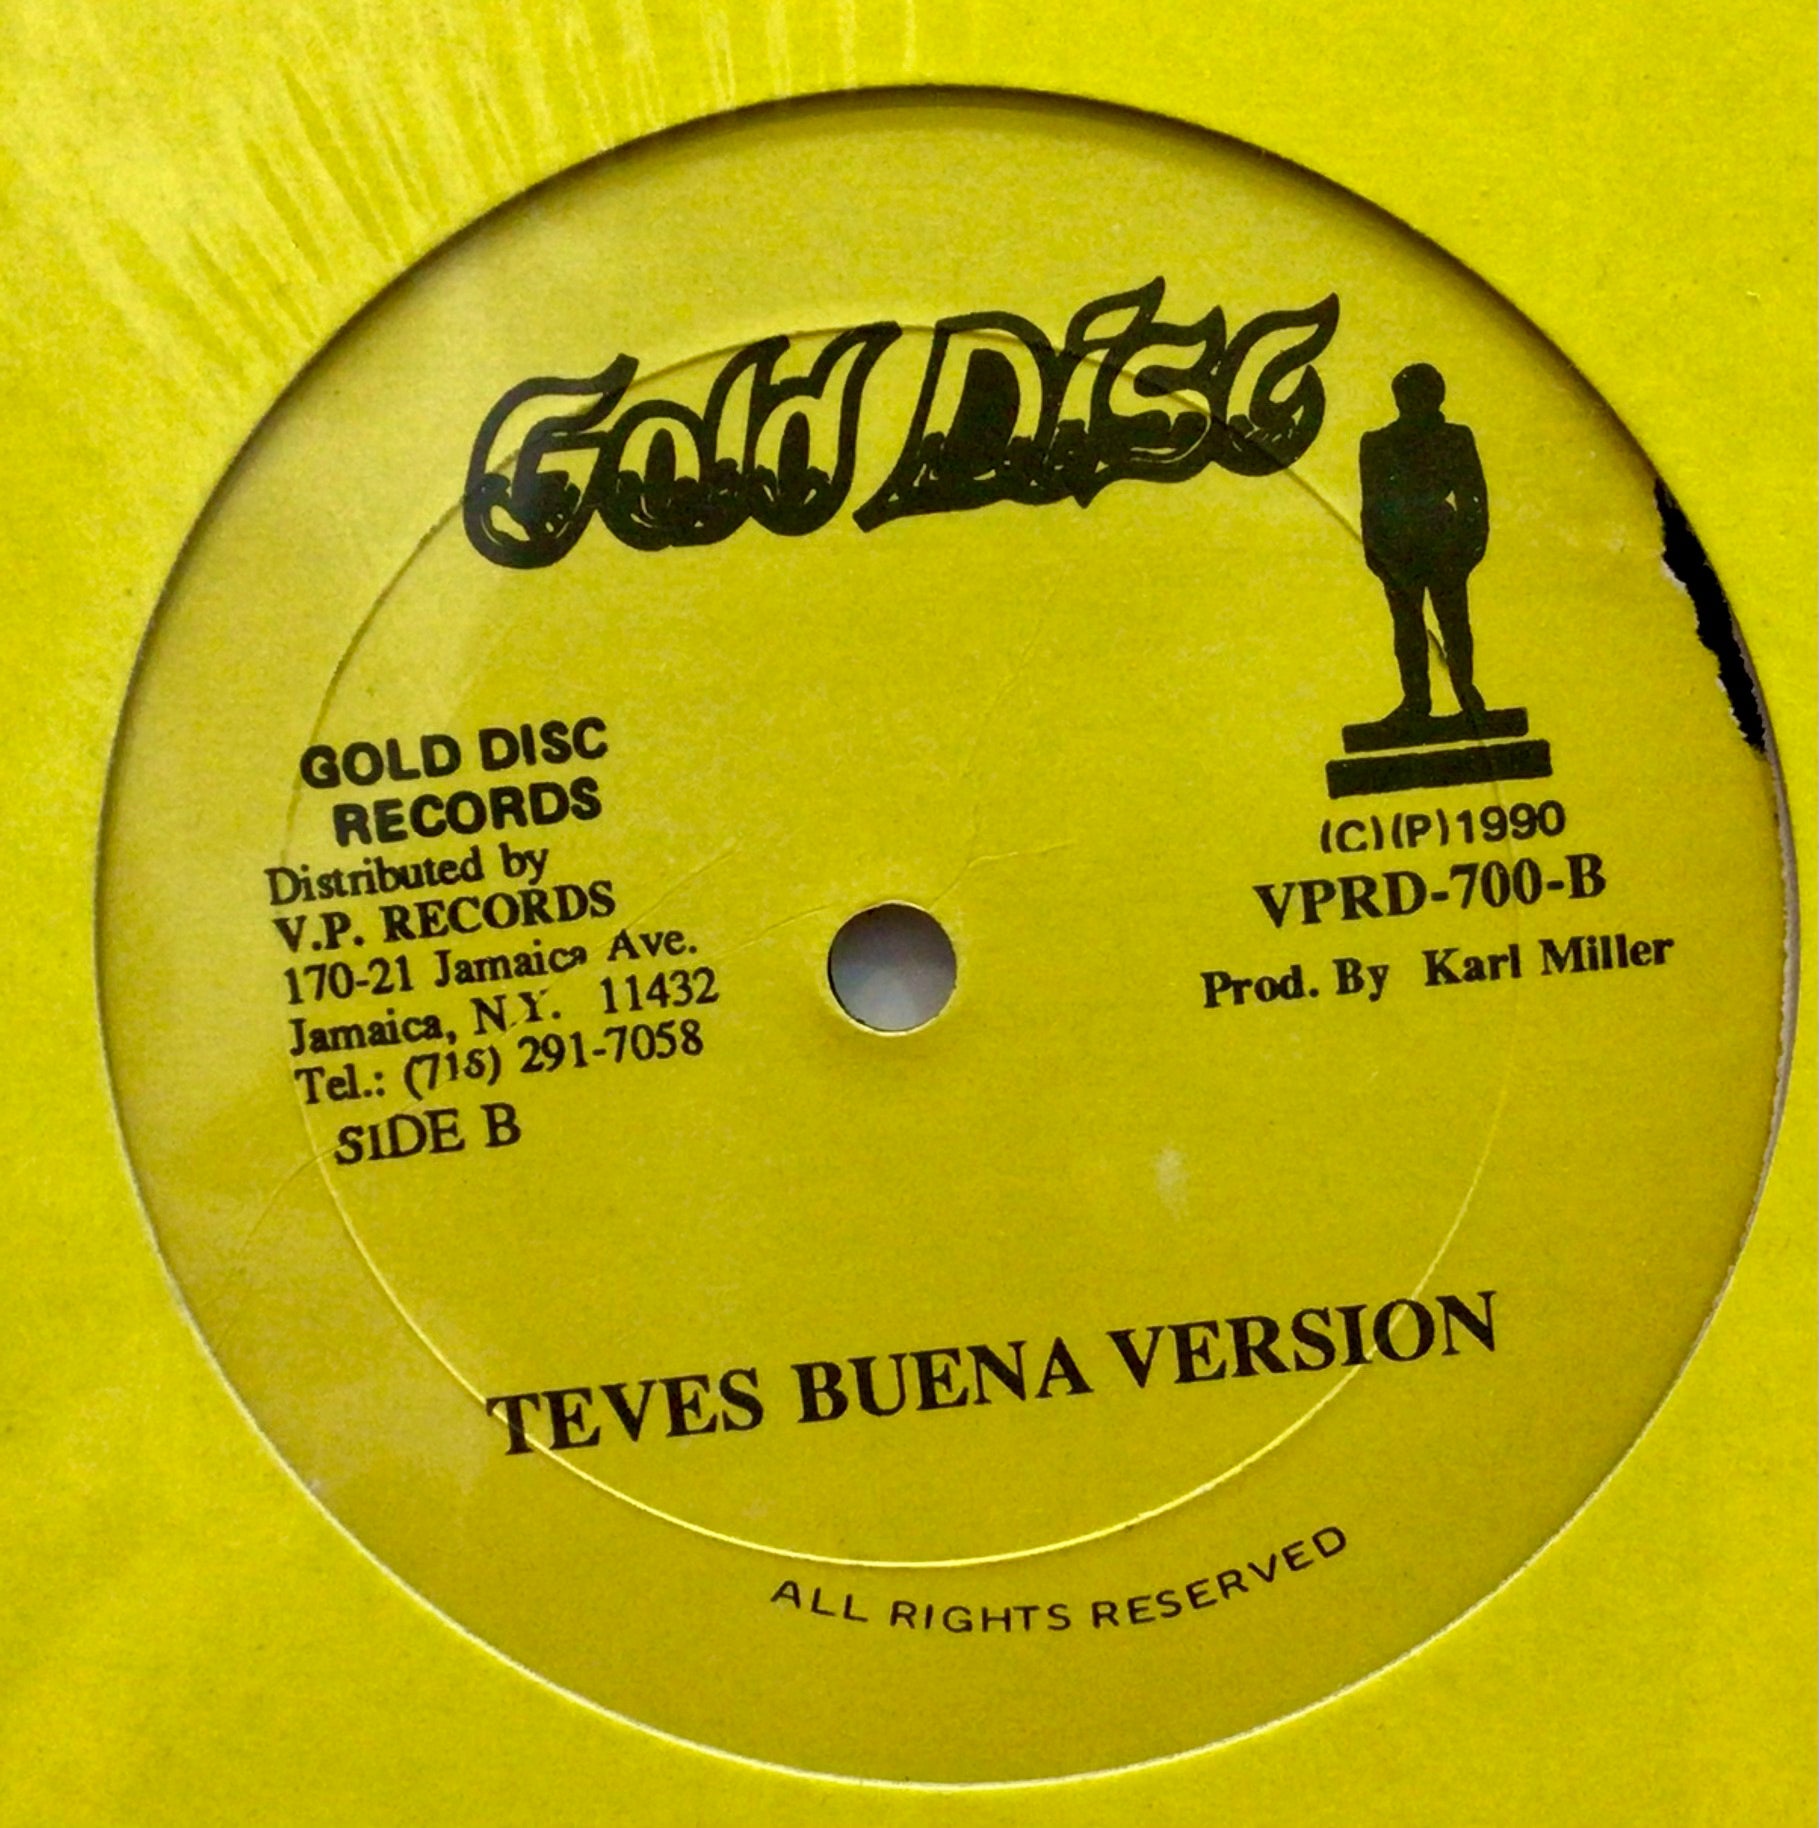 Gold Disc
GOLD DISC
RECORDS
Distributed by
V.P. RECORDS
170-21 Jamaica Ave.
Jamaica, N.Y. 11432
Tel.: (718) 291-7058
SIDE B
(C)(P)1990
VPRD-700-B
Prod. By Karl Miller
TEVES BUENA VERSION
ALL RIGHTS RESERVED